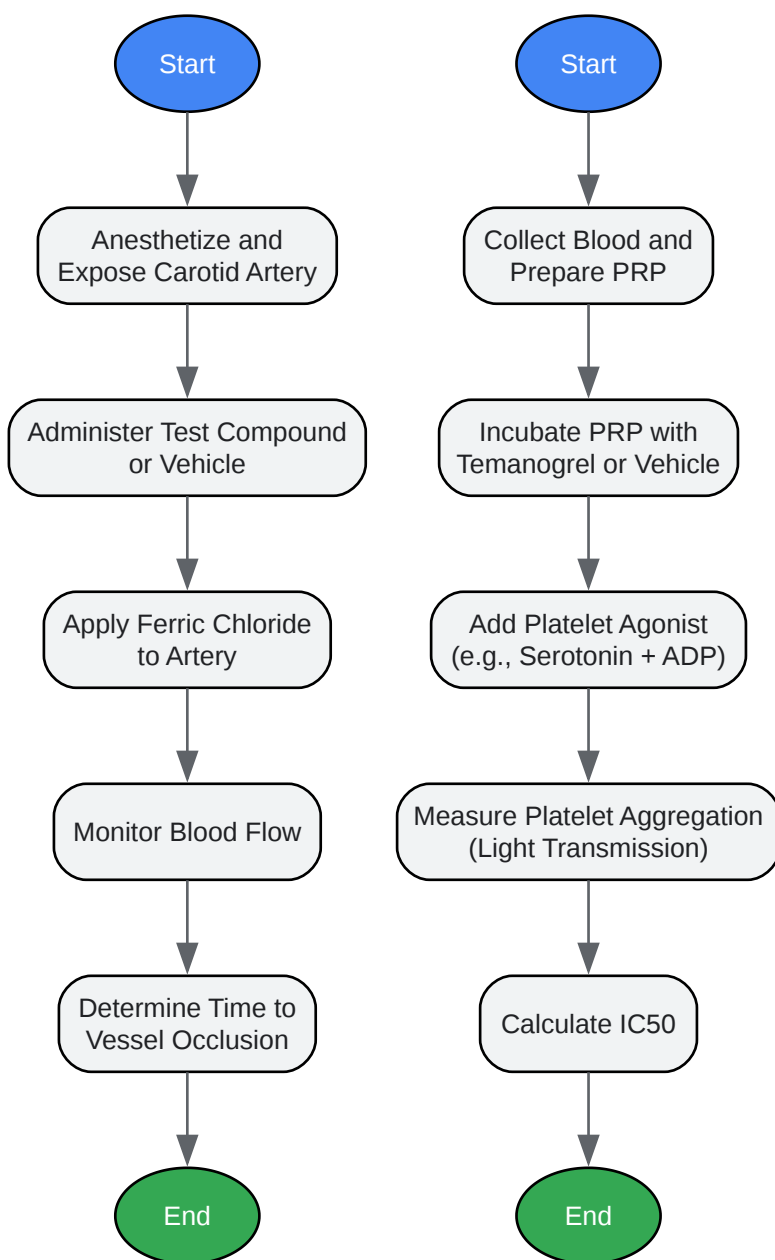 Start
Anesthetize and
Expose Carotid Artery
Administer Test Compound
or Vehicle
Apply Ferric Chloride
to Artery
Monitor Blood Flow
Determine Time to
Vessel Occlusion
End
Start
Collect Blood and
Prepare PRP
Incubate PRP with
Temanogrel or Vehicle
Add Platelet Agonist
(e.g., Serotonin + ADP)
Measure Platelet Aggregation
(Light Transmission)
Calculate IC50
End